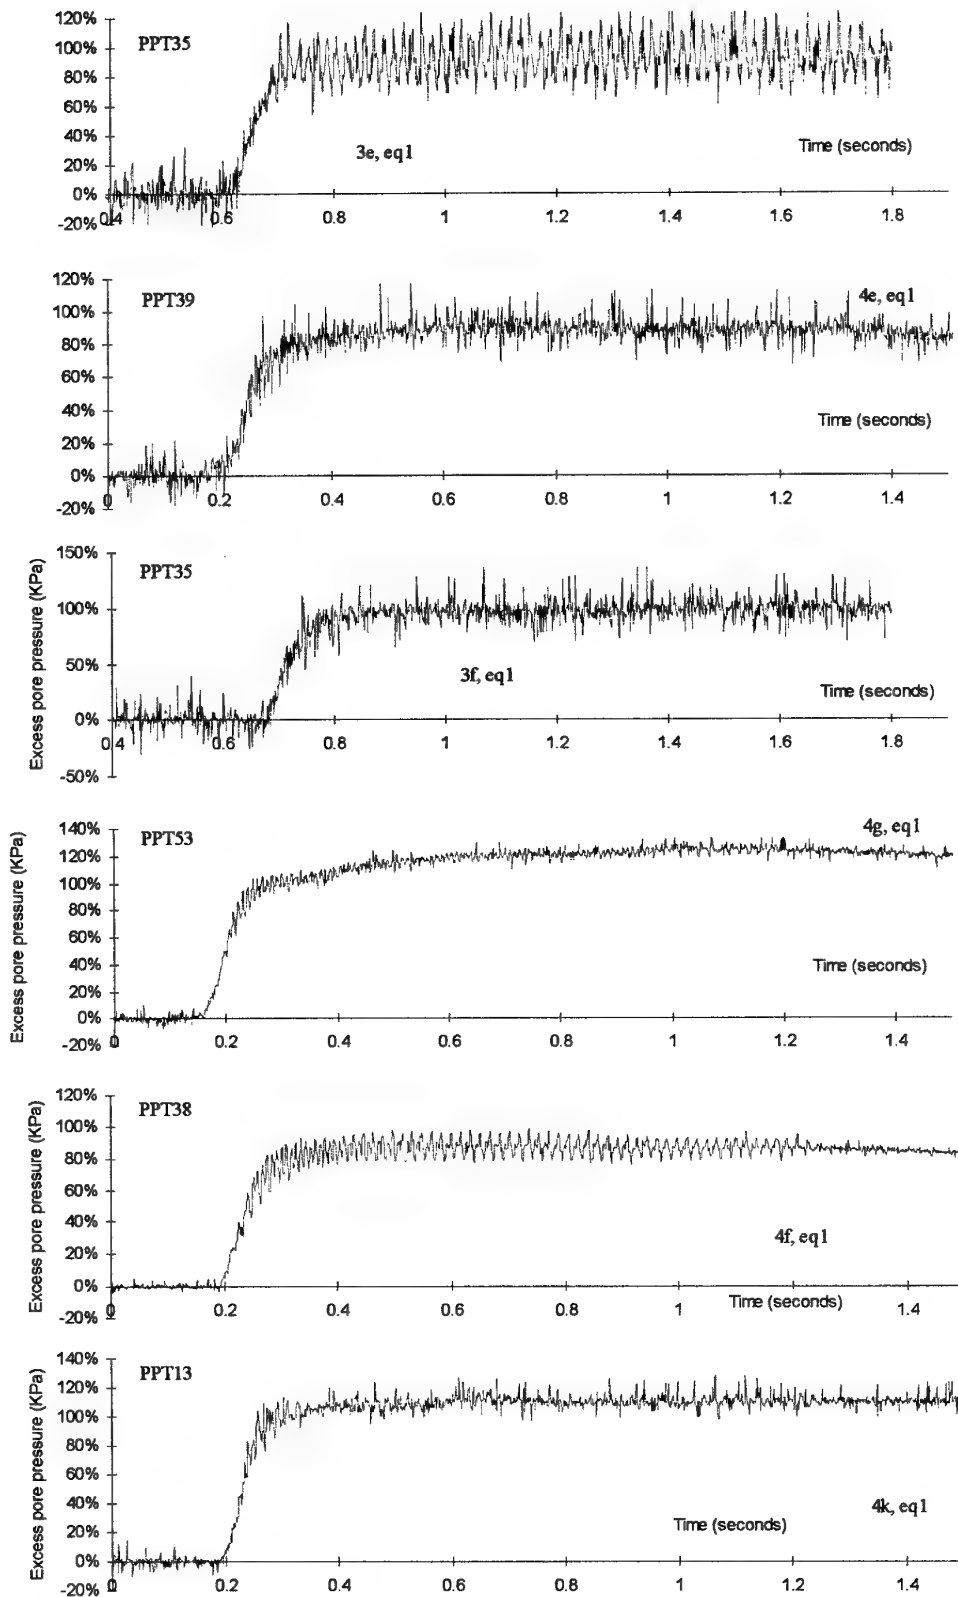 120%
PPT35
100%
80%
60%
40%
3e, eq1
Time (seconds)
20%
0%
-20%
0.4 0.6 0.8 1 1.2 1.4 1.6 1.8
120%
PPT39
4e, eq1
100%
80%
60%
40%
Time (seconds)
20%
0%
-20%
0 0.2 0.4 0.6 0.8 1 1.2 1.4
Excess pore pressure (KPa)
150%
PPT35
100%
50%
3f, eq1
Time (seconds)
0%
0.4 0.6 0.8 1 1.2 1.4 1.6 1.8
-50%
Excess pore pressure (KPa)
140%
PPT53
4g, eq1
120%
100%
80%
60%
40%
Time (seconds)
20%
0%
-20%
0 0.2 0.4 0.6 0.8 1 1.2 1.4
Excess pore pressure (KPa)
120%
PPT38
100%
80%
60%
40%
4f, eq1
20%
0%
-20%
0 0.2 0.4 0.6 0.8 1 Time (seconds) 1.4
Excess pore pressure (KPa)
140%
PPT13
120%
100%
80%
60%
40%
4k, eq1
Time (seconds)
20%
0%
-20%
0 0.2 0.4 0.6 0.8 1 1.2 1.4